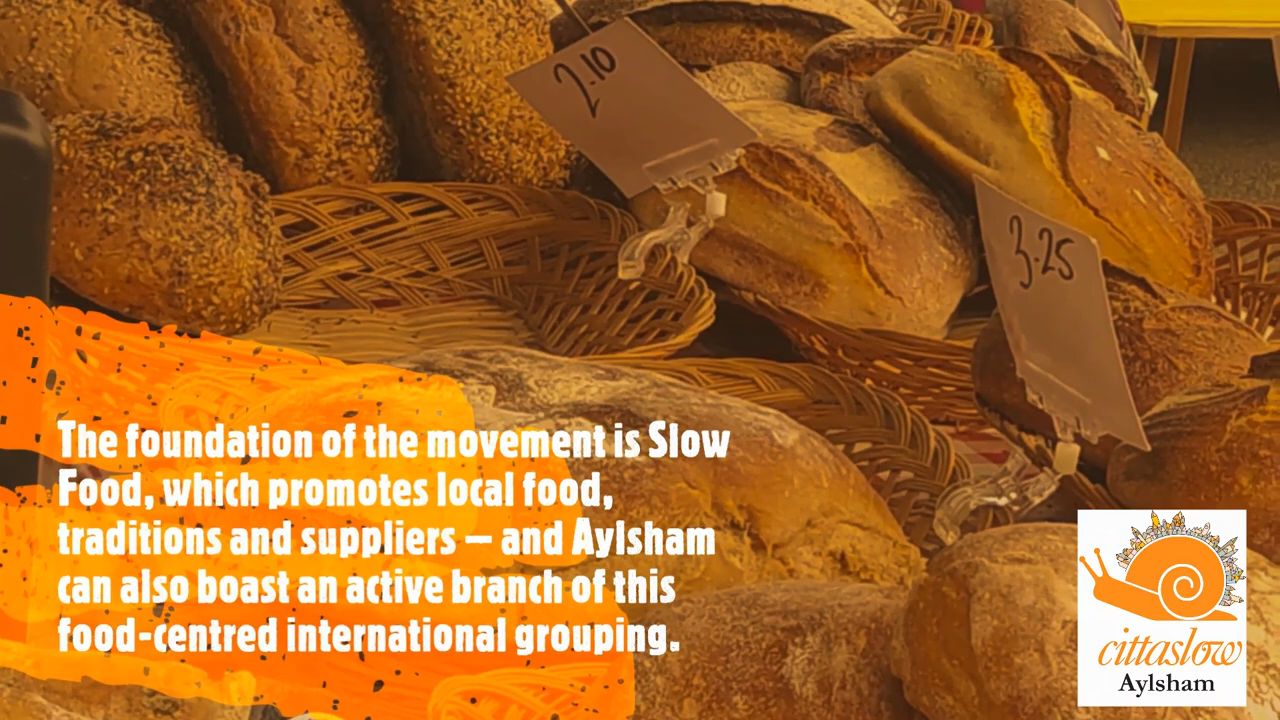 2.10
3.25
The foundation of the movement is Slow
Food, which promotes local food,
traditions and suppliers – and Aylsham
can also boast an active branch of this
food-centred international grouping.
cittaslow
Aylsham